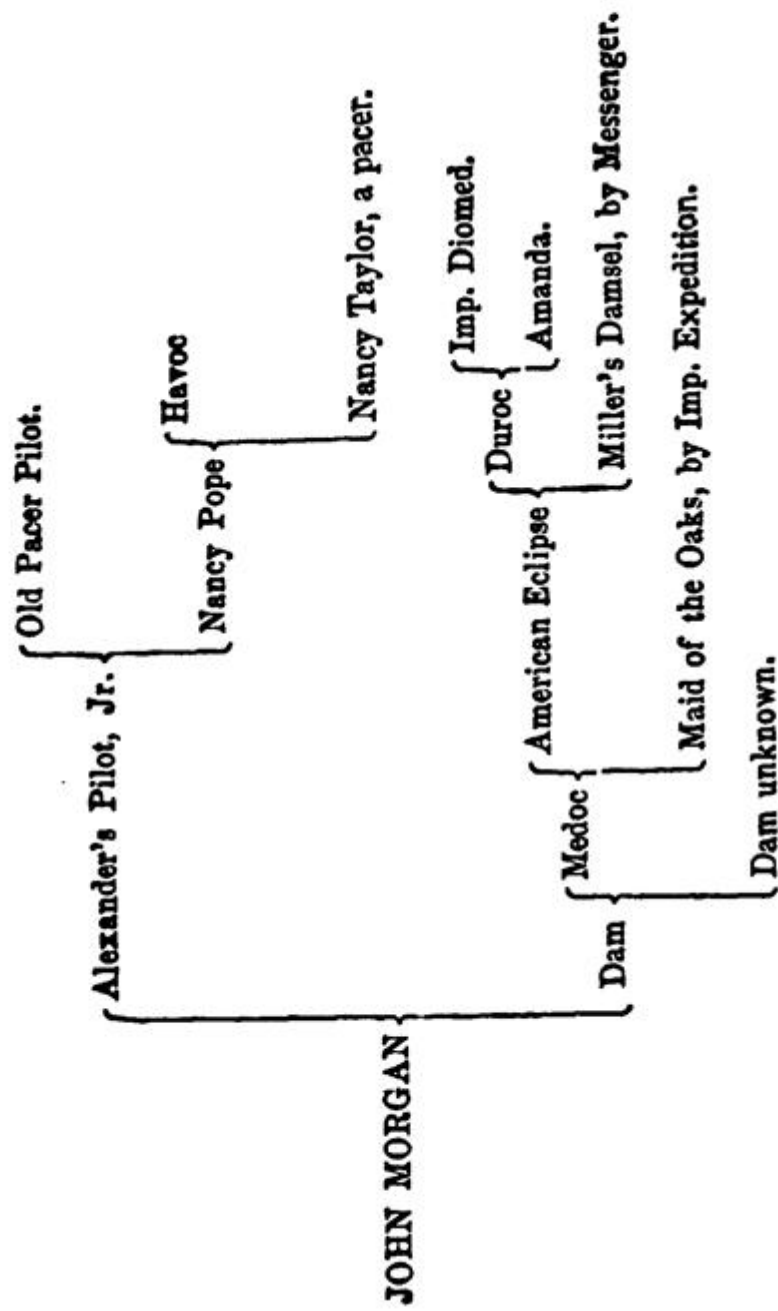 Old Pacer Pilot.
Alexander's Pilot, Jr.
Havoc
Nancy Pope
Nancy Taylor, a pacer.
JOHN MORGAN
Imp. Diomed.
Duroc
Amanda.
American Eclipse
Miller's Damsel, by Messenger.
Medoc
Maid of the Oaks, by Imp. Expedition.
Dam
Dam unknown.